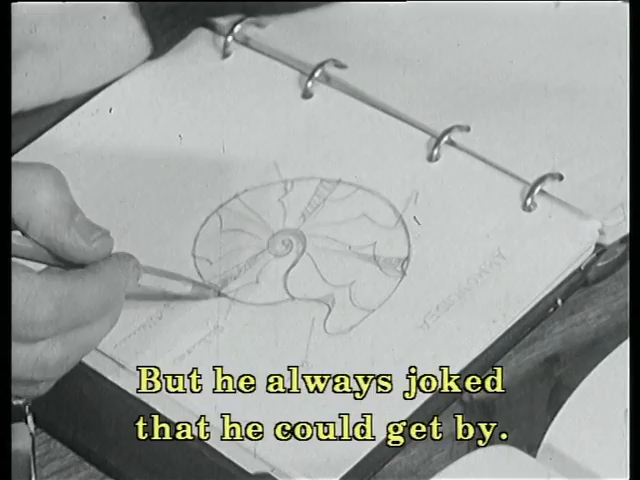 But he always joked
that he could get by.